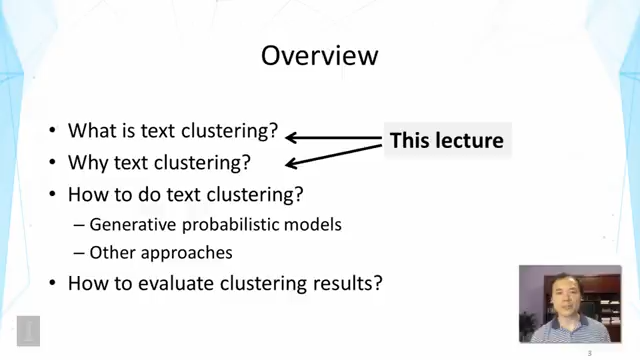 Overview
• What is text clustering?
• Why text clustering?
This lecture
• How to do text clustering?
– Generative probabilistic models
– Other approaches
• How to evaluate clustering results?
3